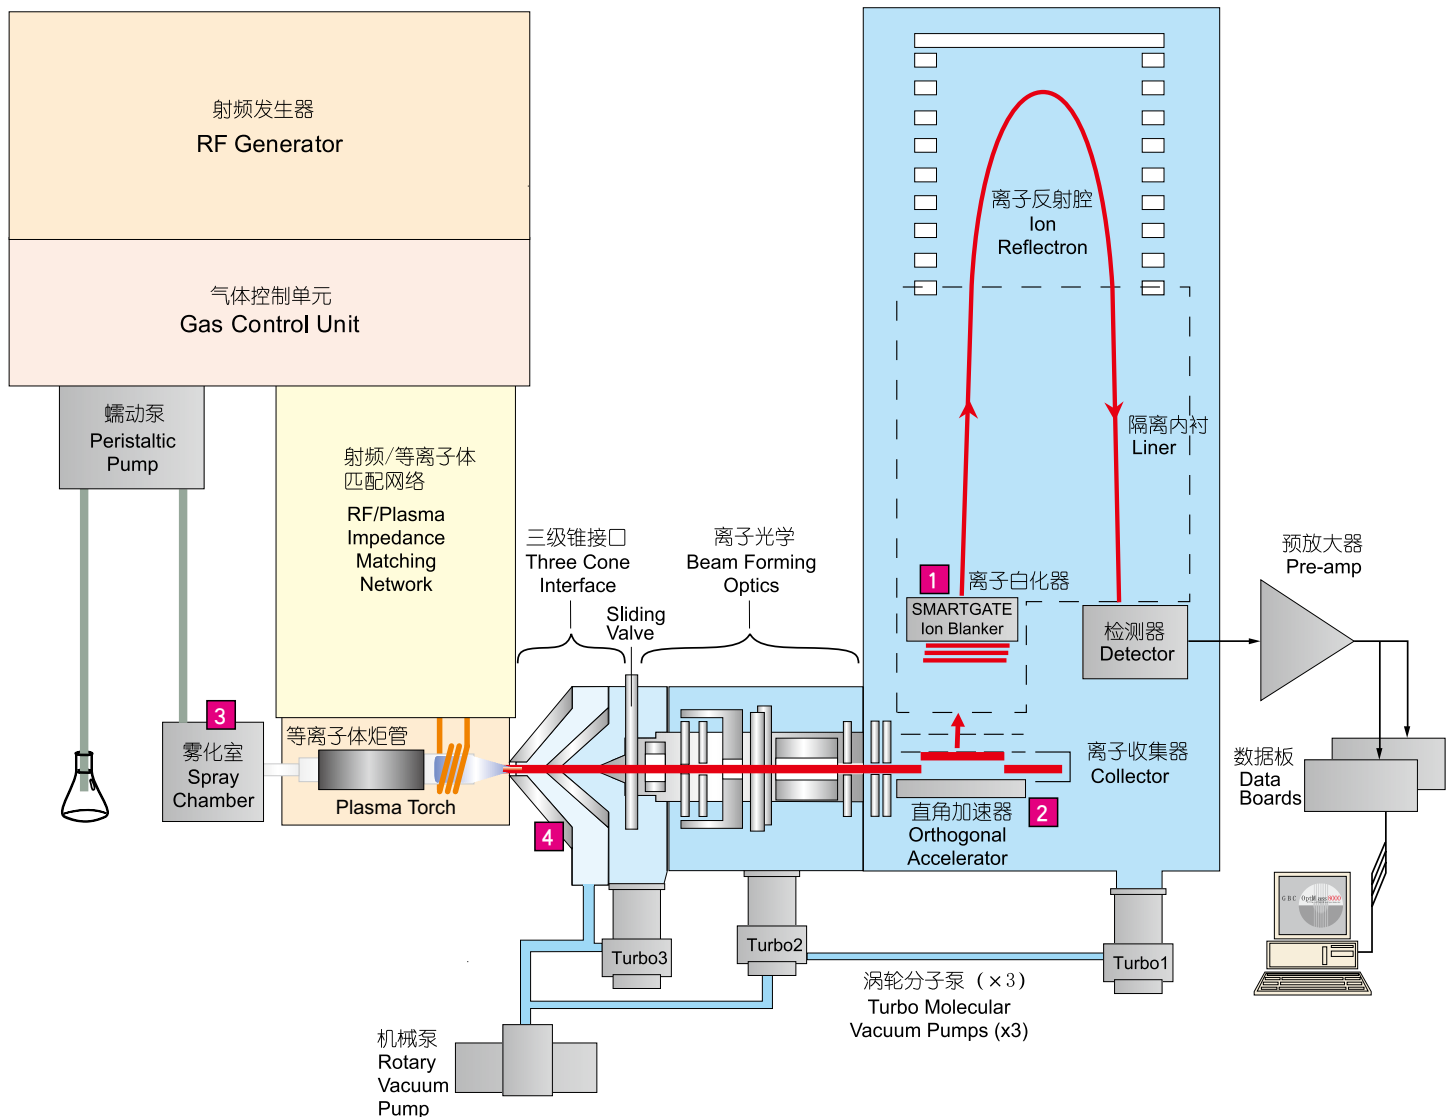 射频发生器
RF Generator
气体控制单元
Gas Control Unit
蠕动泵
Peristaltic
Pump
射频/等离子体
匹配网络
RF/Plasma
Impedance
Matching
Network
离子反射腔
Ion
Reflectron
隔离内衬
Liner
三级锥接口
Three Cone
Interface
Sliding
Valve
离子光学
Beam Forming
Optics
1
离子白化器
SMARTGATE
Ion Blanker
检测器
Detector
预放大器
Pre-amp
3
雾化室
Spray
Chamber
等离子体炬管
Plasma Torch
4
离子收集器
Collector
直角加速器
Orthogonal
Accelerator
2
数据板
Data
Boards
GBC OptiMass8000
Turbo3
Turbo2
Turbo1
涡轮分子泵（×3）
Turbo Molecular
Vacuum Pumps (x3)
机械泵
Rotary
Vacuum
Pump